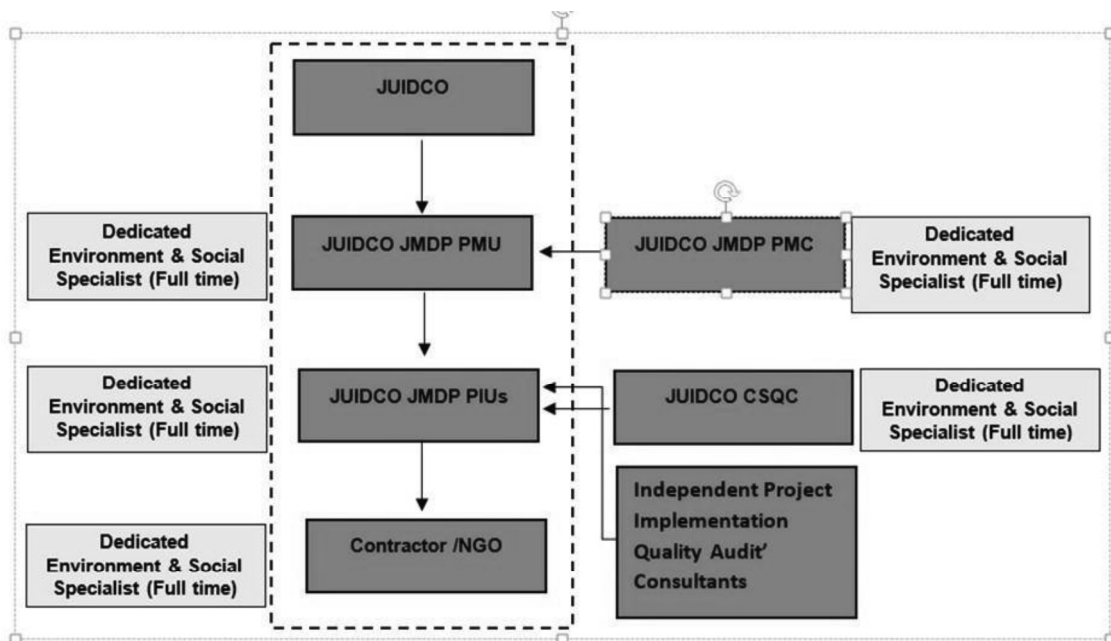 JUIDCO
Dedicated
Environment & Social
Specialist (Full time)
JUIDCO JMDP PMU
JUIDCO JMDP PMC
Dedicated
Environment & Social
Specialist (Full time)
Dedicated
Environment & Social
Specialist (Full time)
JUIDCO JMDP PIUs
JUIDCO CSQC
Dedicated
Environment & Social
Specialist (Full time)
Independent Project
Implementation
Quality Audit’
Consultants
Dedicated
Environment & Social
Specialist (Full time)
Contractor /NGO